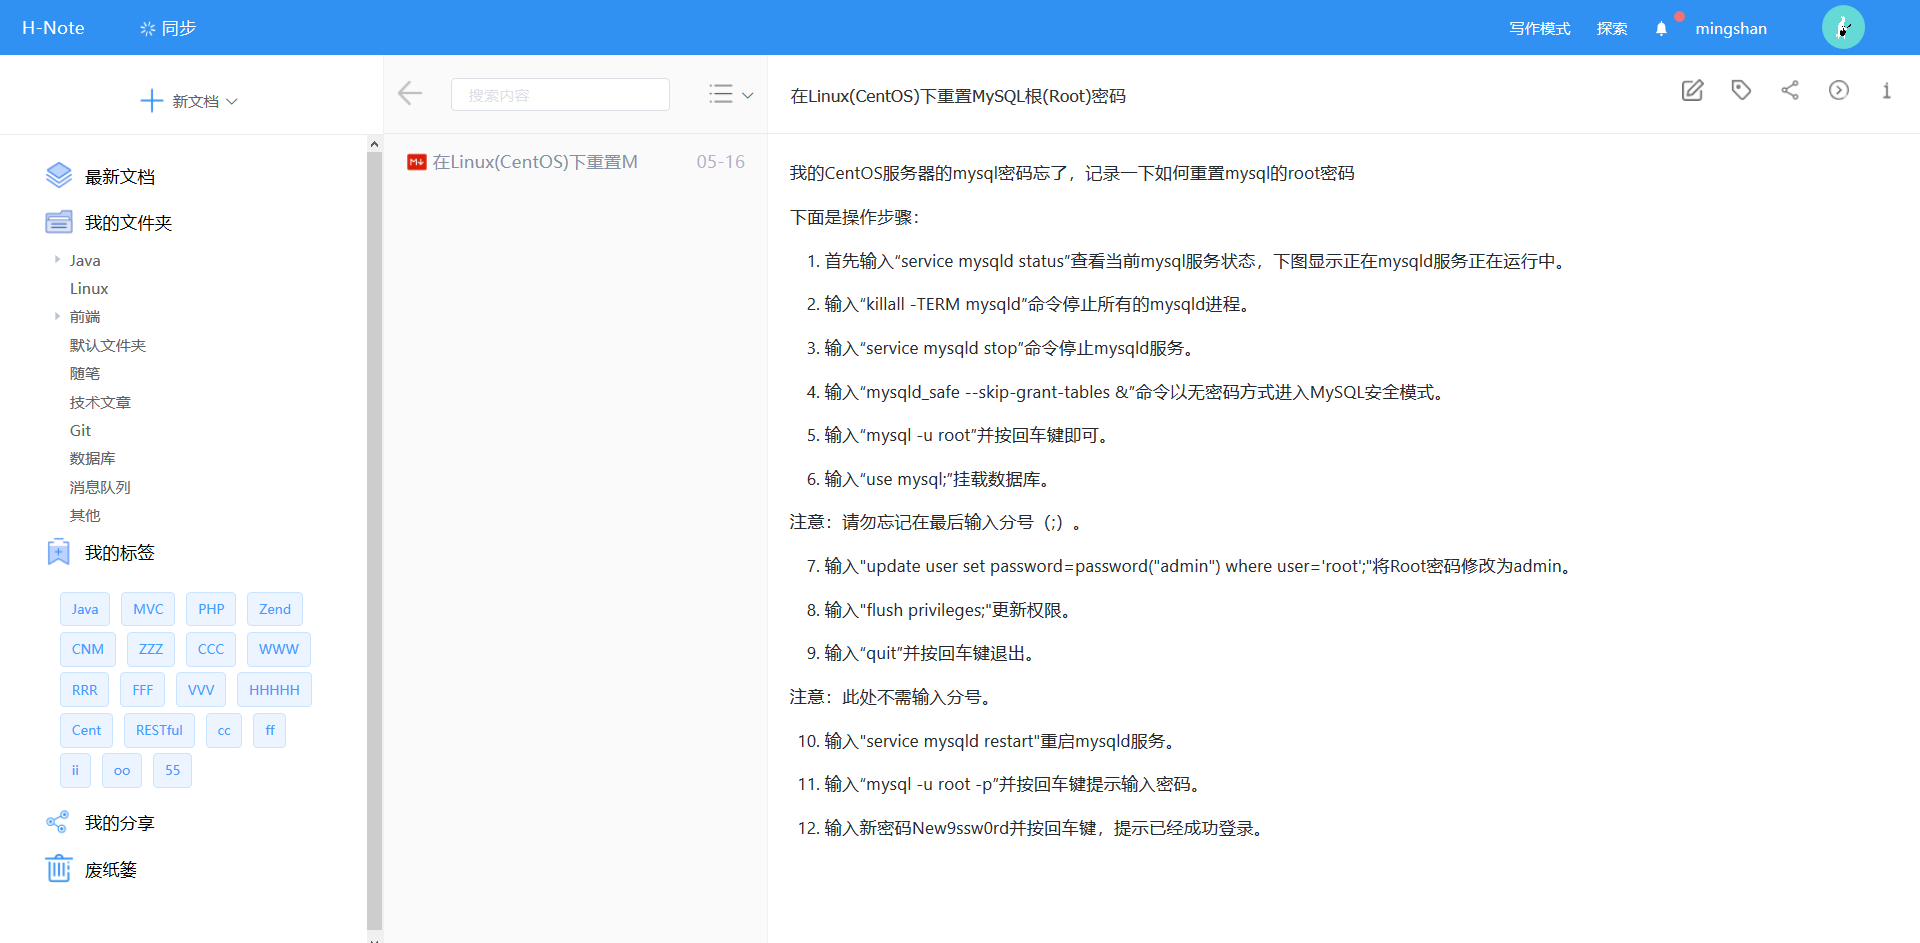 H-Note
同步
写作模式
探索
mingshan
新文档
搜索内容
在Linux(CentOS)下重置MySQL根(Root)密码
最新文档
我的文件夹
Java
Linux
前端
默认文件夹
随笔
技术文章
Git
数据库
消息队列
其他
我的标签
Java MVC PHP Zend
CNM ZZZ CCC WWW
RRR FFF VVV HHHHH
Cent RESTful cc ff
ii oo 55
我的分享
废纸篓
M↓ 在Linux(CentOS)下重置M 05-16
我的CentOS服务器的mysql密码忘了，记录一下如何重置mysql的root密码
下面是操作步骤：
1. 首先输入“service mysqld status”查看当前mysql服务状态，下图显示正在mysqld服务正在运行中。
2. 输入“killall -TERM mysqld”命令停止所有的mysqld进程。
3. 输入“service mysqld stop”命令停止mysqld服务。
4. 输入“mysqld_safe --skip-grant-tables &”命令以无密码方式进入MySQL安全模式。
5. 输入“mysql -u root”并按回车键即可。
6. 输入“use mysql;”挂载数据库。
注意：请勿忘记在最后输入分号（;）。
7. 输入"update user set password=password("admin") where user='root';"将Root密码修改为admin。
8. 输入"flush privileges;"更新权限。
9. 输入“quit”并按回车键退出。
注意：此处不需输入分号。
10. 输入"service mysqld restart"重启mysqld服务。
11. 输入“mysql -u root -p”并按回车键提示输入密码。
12. 输入新密码New9ssw0rd并按回车键，提示已经成功登录。